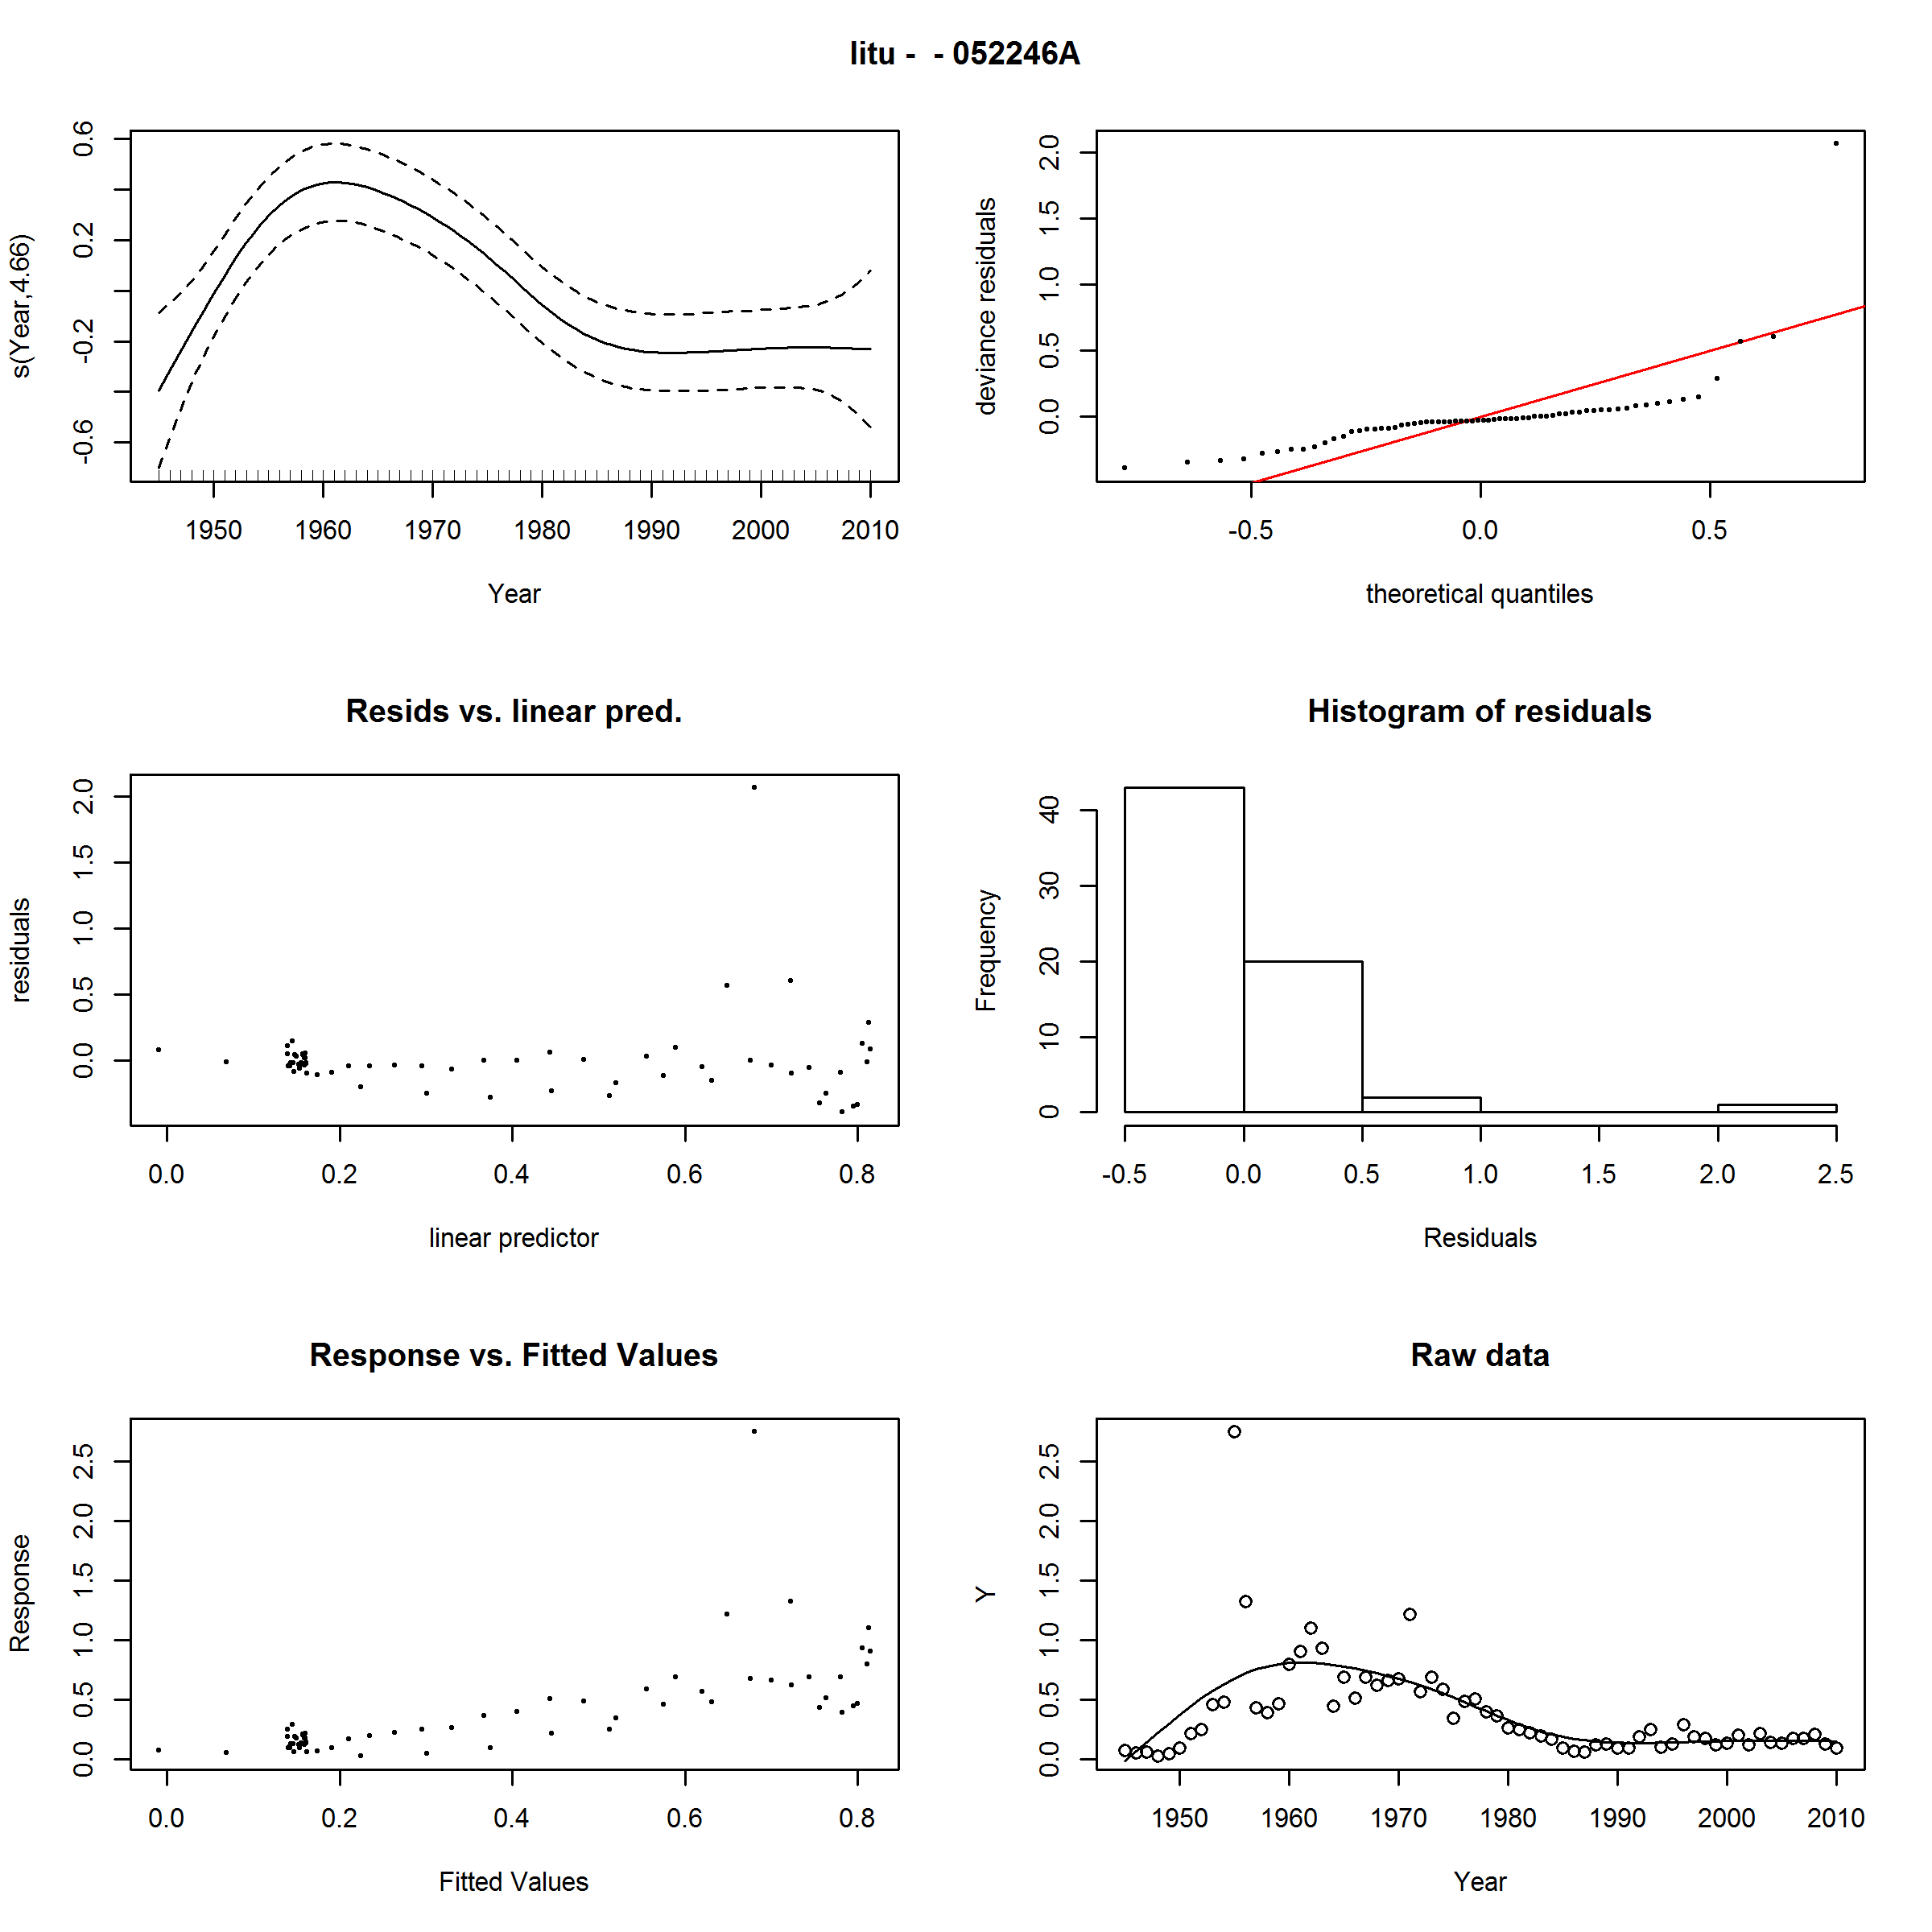 litu -  - 052246A
s(Year,4.66)
0.6
0.2
-0.2
-0.6
1950 1960 1970 1980 1990 2000 2010
Year
deviance residuals
2.0
1.5
1.0
0.5
0.0
-0.5 0.0 0.5
theoretical quantiles
Resids vs. linear pred.
residuals
2.0
1.5
1.0
0.5
0.0
0.0 0.2 0.4 0.6 0.8
linear predictor
Histogram of residuals
Frequency
40
30
20
10
0
-0.5 0.0 0.5 1.0 1.5 2.0 2.5
Residuals
Response vs. Fitted Values
Response
2.5
2.0
1.5
1.0
0.5
0.0
0.0 0.2 0.4 0.6 0.8
Fitted Values
Raw data
Y
2.5
2.0
1.5
1.0
0.5
0.0
1950 1960 1970 1980 1990 2000 2010
Year